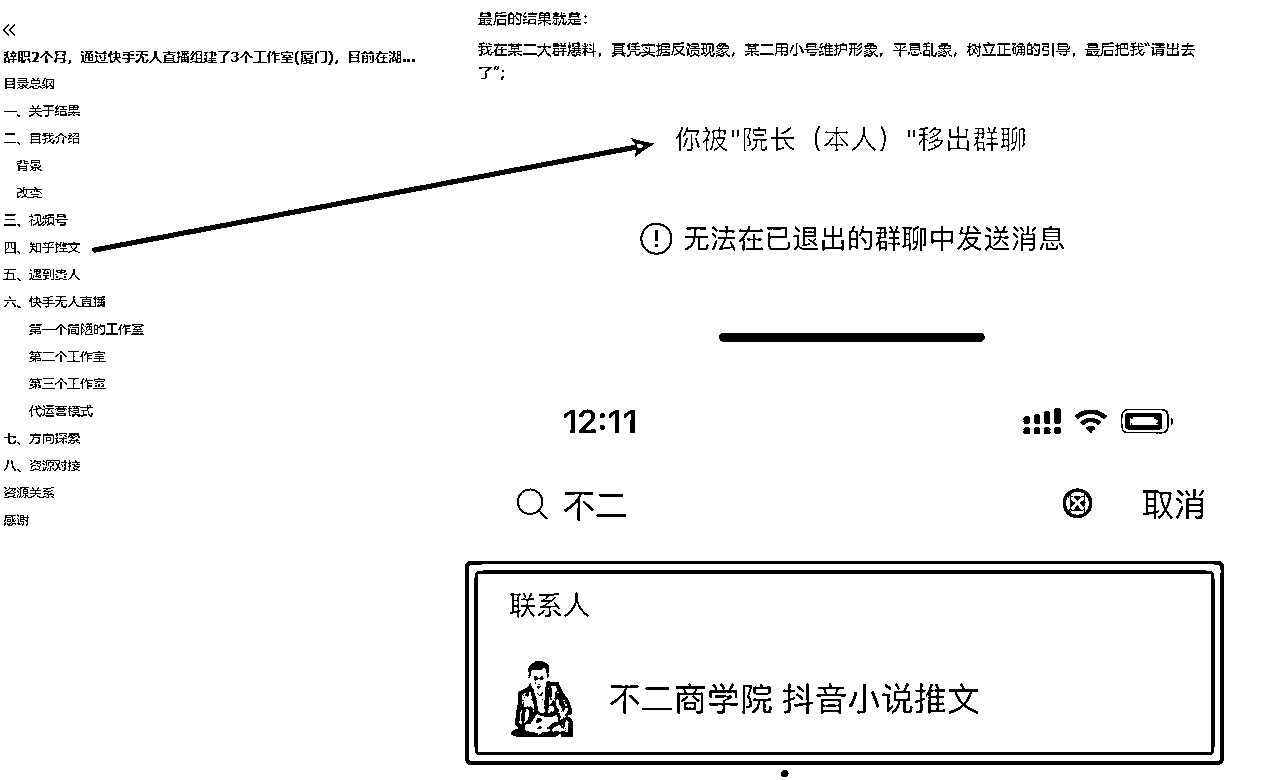 辞职2个月，通过快手无人直播组建了3个工作室(厦门)，目前在湖...
目录总纲
一、关于结果
二、自我介绍
背景
改变
三、视频号
四、知乎推文
五、遇到贵人
六、快手无人直播
第一个简陋的工作室
第二个工作室
第三个工作室
代运营模式
七、方向探索
八、资源对接
资源关系
感谢
最后的结果就是：
我在某二大群爆料，真凭实据反馈现象，某二用小号维护形象，平息乱象，树立正确的引导，最后把我“请出去
了”；
你被"院长（本人）"移出群聊
无法在已退出的群聊中发送消息
12:11
不二
取消
联系人
不二商学院 抖音小说推文